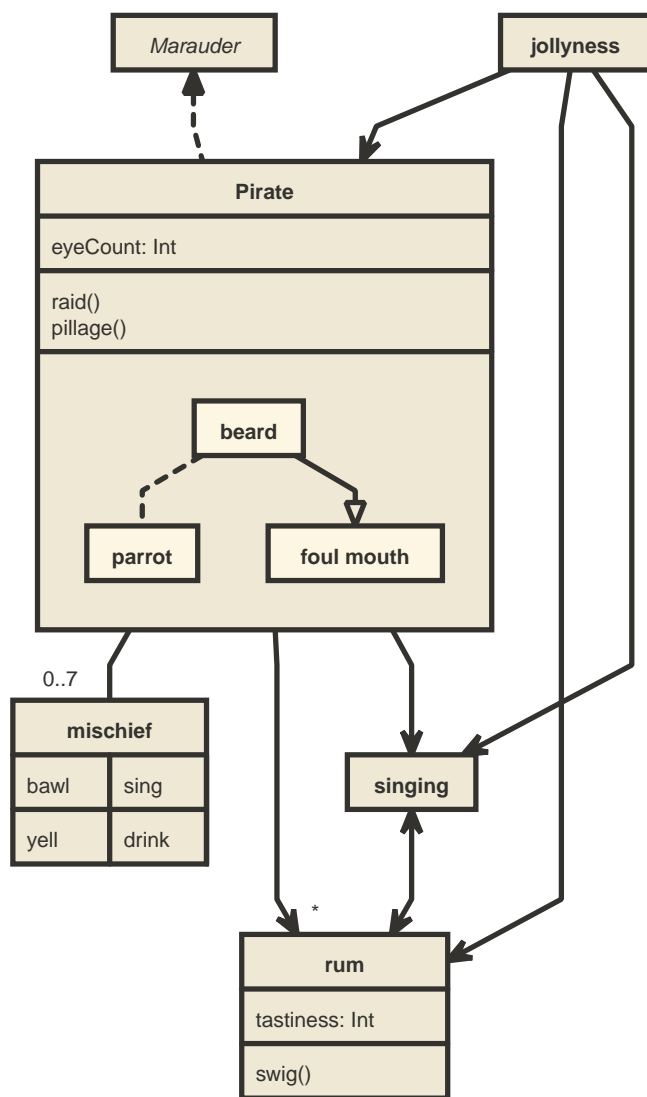 Marauder
jollyness
Pirate
eyeCount: Int
raid()
pillage()
beard
parrot
foul mouth
0..7
mischief
bawl
sing
yell
drink
singing
*
rum
tastiness: Int
swig()